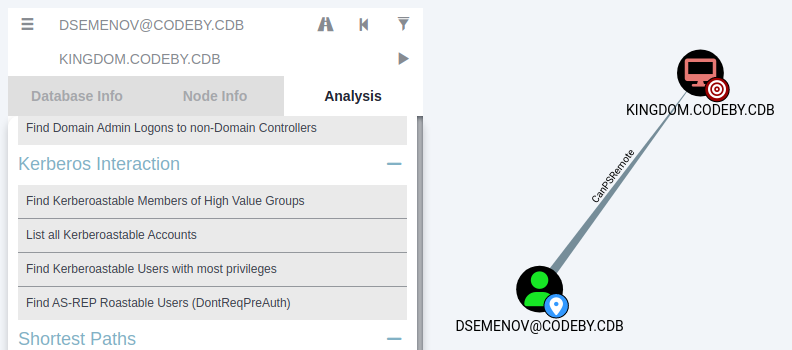 DSEMENOV@CODEBY.CDB
KINGDOM.CODEBY.CDB
Database Info
Node Info
Analysis
Find Domain Admin Logons to non-Domain Controllers
Kerberos Interaction
Find Kerberoastable Members of High Value Groups
List all Kerberoastable Accounts
Find Kerberoastable Users with most privileges
Find AS-REP Roastable Users (DontReqPreAuth)
Shortest Paths
KINGDOM.CODEBY.CDB
CanPSRemote
DSEMENOV@CODEBY.CDB